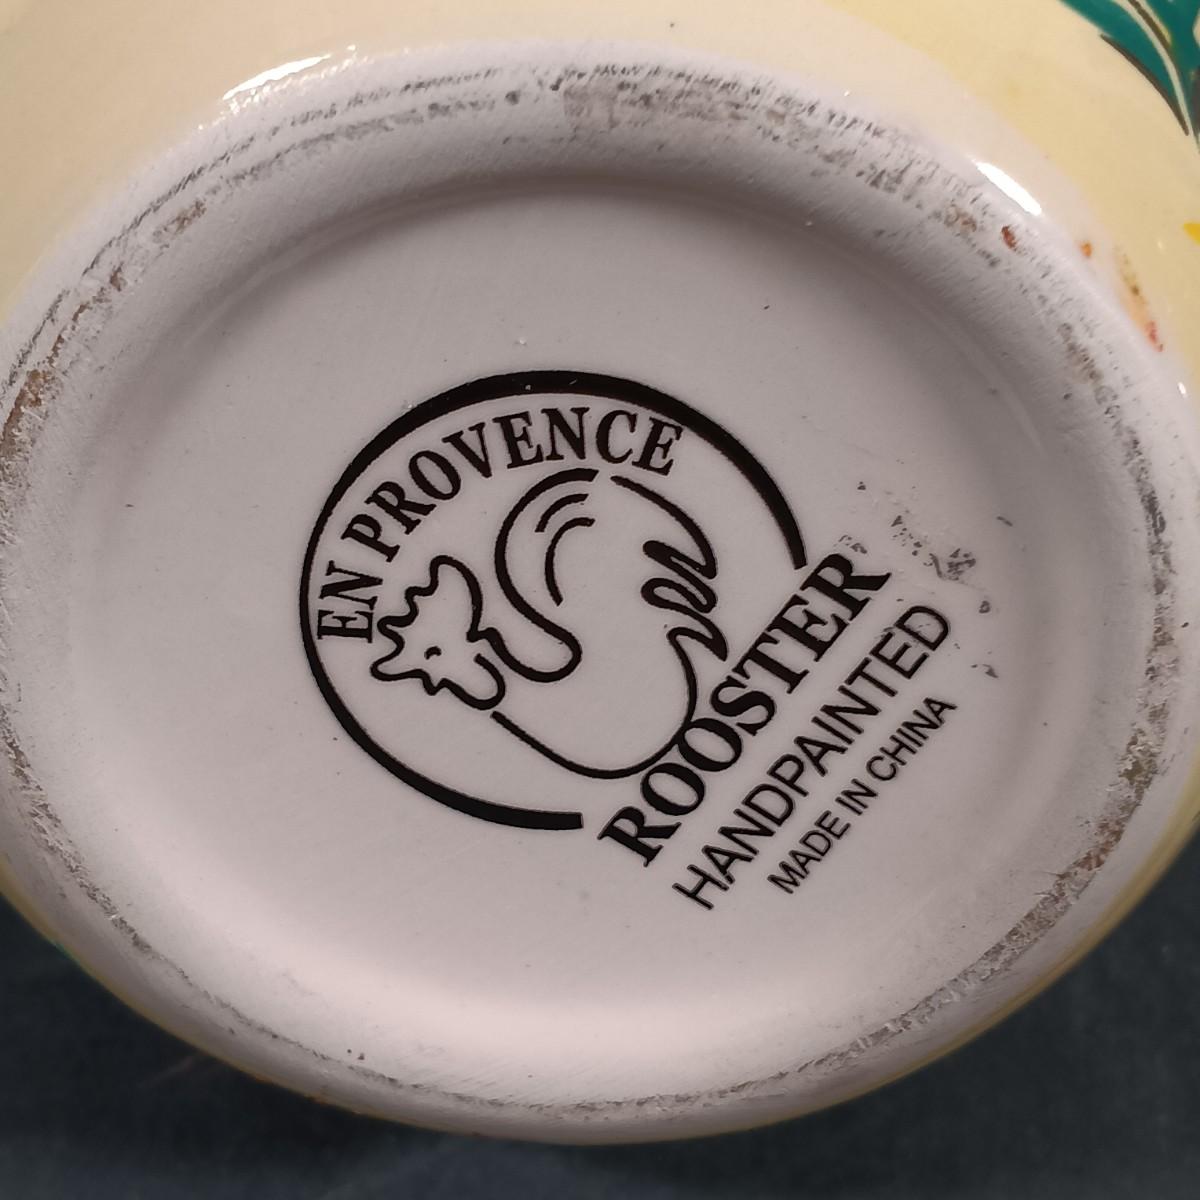 EN PROVENCE
ROOSTER
HANDPAINTED
MADE IN CHINA